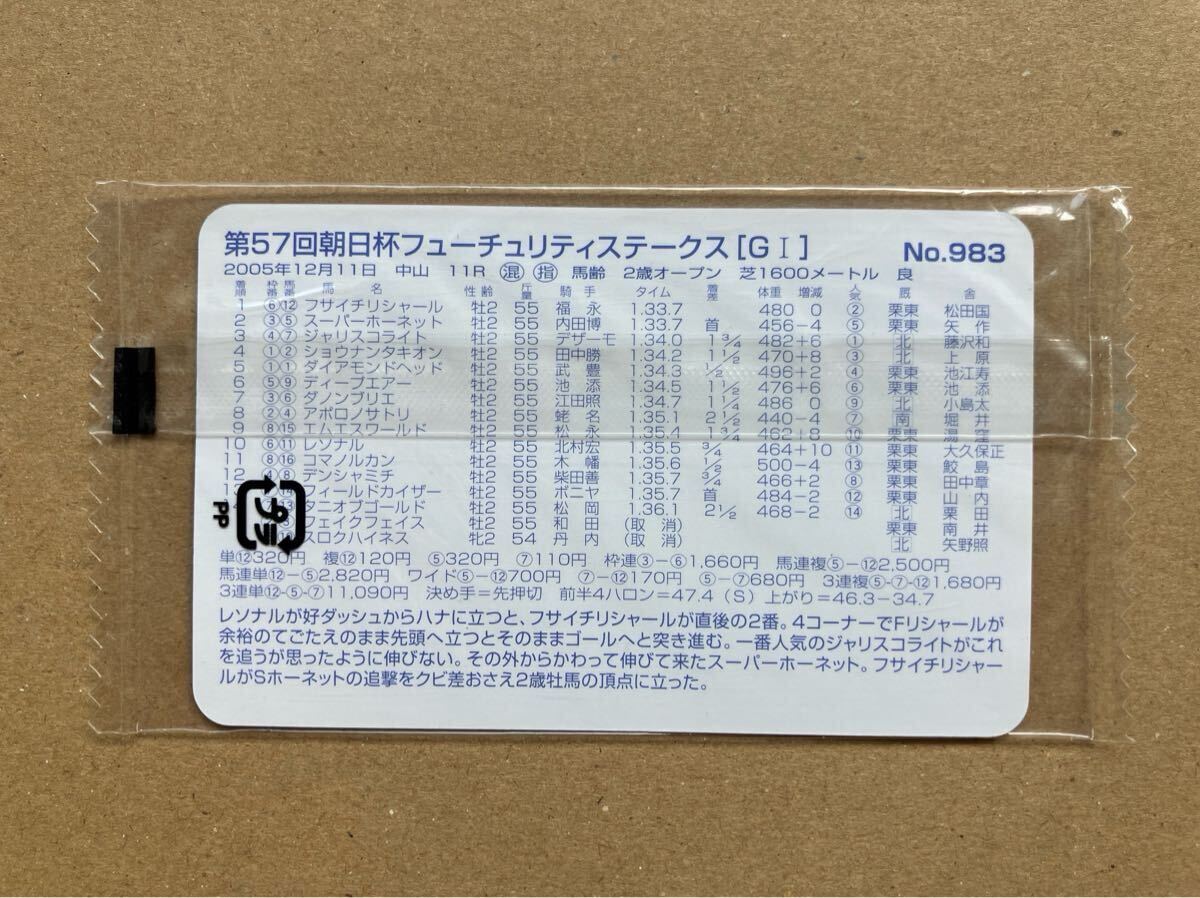 第57回朝日杯フューチュリティステークス[GⅠ] No.983
2005年12月11日 中山 11R ㊟混 ㊟指 馬齢 2歳オープン 芝1600メートル 良
着順 枠番 馬番 馬名 性齢 斤量 騎手 タイム 着差 体重 増減 人気 厩舎
1 ⑥⑫ フサイチリシャール 牡2 55 福永 1.33.7 480 0 ② 栗東 松田国
2 ③⑤ スーパーホーネット 牡2 55 内田博 1.33.7 首 456-4 ⑤ 栗東 矢作
3 ④⑦ ジャリスコライト 牡2 55 デザーモ 1.34.0 1 3/4 482+6 ① 北 藤沢和
4 ①② ショウナンタキオン 牡2 55 田中勝 1.34.2 1 1/2 470+8 ③ 北 上原
5 ①① ダイアモンドヘッド 牡2 55 武豊 1.34.3 1/2 496+2 ④ 栗東 池江寿
6 ⑤⑨ ディープエアー 牡2 55 池添 1.34.5 1 1/2 476+6 ⑥ 栗東 池添
7 ③⑥ ダノンブリエ 牡2 55 江田照 1.34.7 1 1/4 486 0 ⑨ 北 小島太
8 ②④ アポロノサトリ 牡2 55 蛯名 1.35.1 2 1/2 440-4 ⑦ 南 堀井
9 ⑧⑮ エムエスワールド 牡2 55 松永 1.35.4 1 3/4 462+8 ⑩ 栗東 湯窪
10 ⑥⑪ レソナル 牡2 55 北村宏 1.35.5 3/4 464+10 ⑪ 栗東 大久保正
11 ⑧⑯ コマノルカン 牡2 55 木幡 1.35.6 1/2 500-4 ⑬ 栗東 鮫島
12 ④⑧ デンシャミチ 牡2 55 柴田善 1.35.7 3/4 466+2 ⑧ 栗東 田中章
⑭ フィールドカイザー 牡2 55 ボニヤ 1.35.7 首 484-2 ⑫ 栗東 山内
⑬ タニオブゴールド 牡2 55 松岡 1.36.1 2 1/2 468-2 ⑭ 北 栗田
フェイクフェイス 牡2 55 和田 (取消) 栗東 南井
スロクハイネス 牝2 54 丹内 (取消) 北 矢野照
単⑫320円 複⑫120円 ⑤320円 ⑦110円 枠連③-⑥1,660円 馬連複⑤-⑫2,500円
馬連単⑫-⑤2,820円 ワイド⑤-⑫700円 ⑦-⑫170円 ⑤-⑦680円 3連複⑤-⑦-⑫1,680円
3連単⑫-⑤-⑦11,090円 決め手=先押切 前半4ハロン=47.4(S)上がり=46.3-34.7
レソナルが好ダッシュからハナに立つと、フサイチリシャールが直後の2番。4コーナーでFリシャールが
余裕のてごたえのまま先頭へ立つとそのままゴールへと突き進む。一番人気のジャリスコライトがこれ
を追うが思ったように伸びない。その外からかわって伸びて来たスーパーホーネット。フサイチリシャー
ルがSホーネットの追撃をクビ差おさえ2歳牡馬の頂点に立った。
プラ
PP